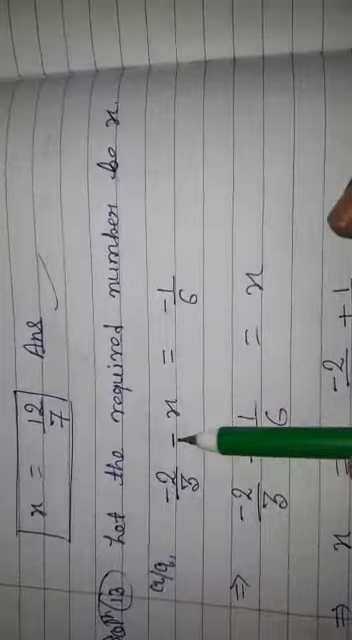 x = 12/7 Ans
(13) Let the required number be x.
a/q, -2/3 - x = -1/6
⇒ -2/3 1/6 = x
⇒ x -2 + 1